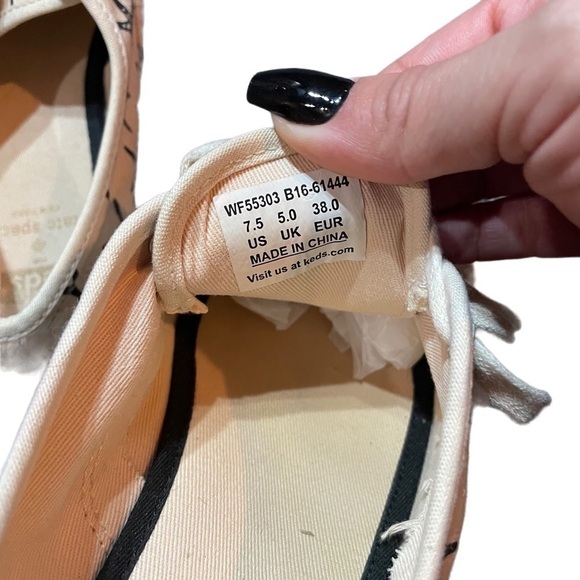 WF55303 B16-61444
7.5 5.0 38.0
US UK EUR
MADE IN CHINA
Visit us at keds.com